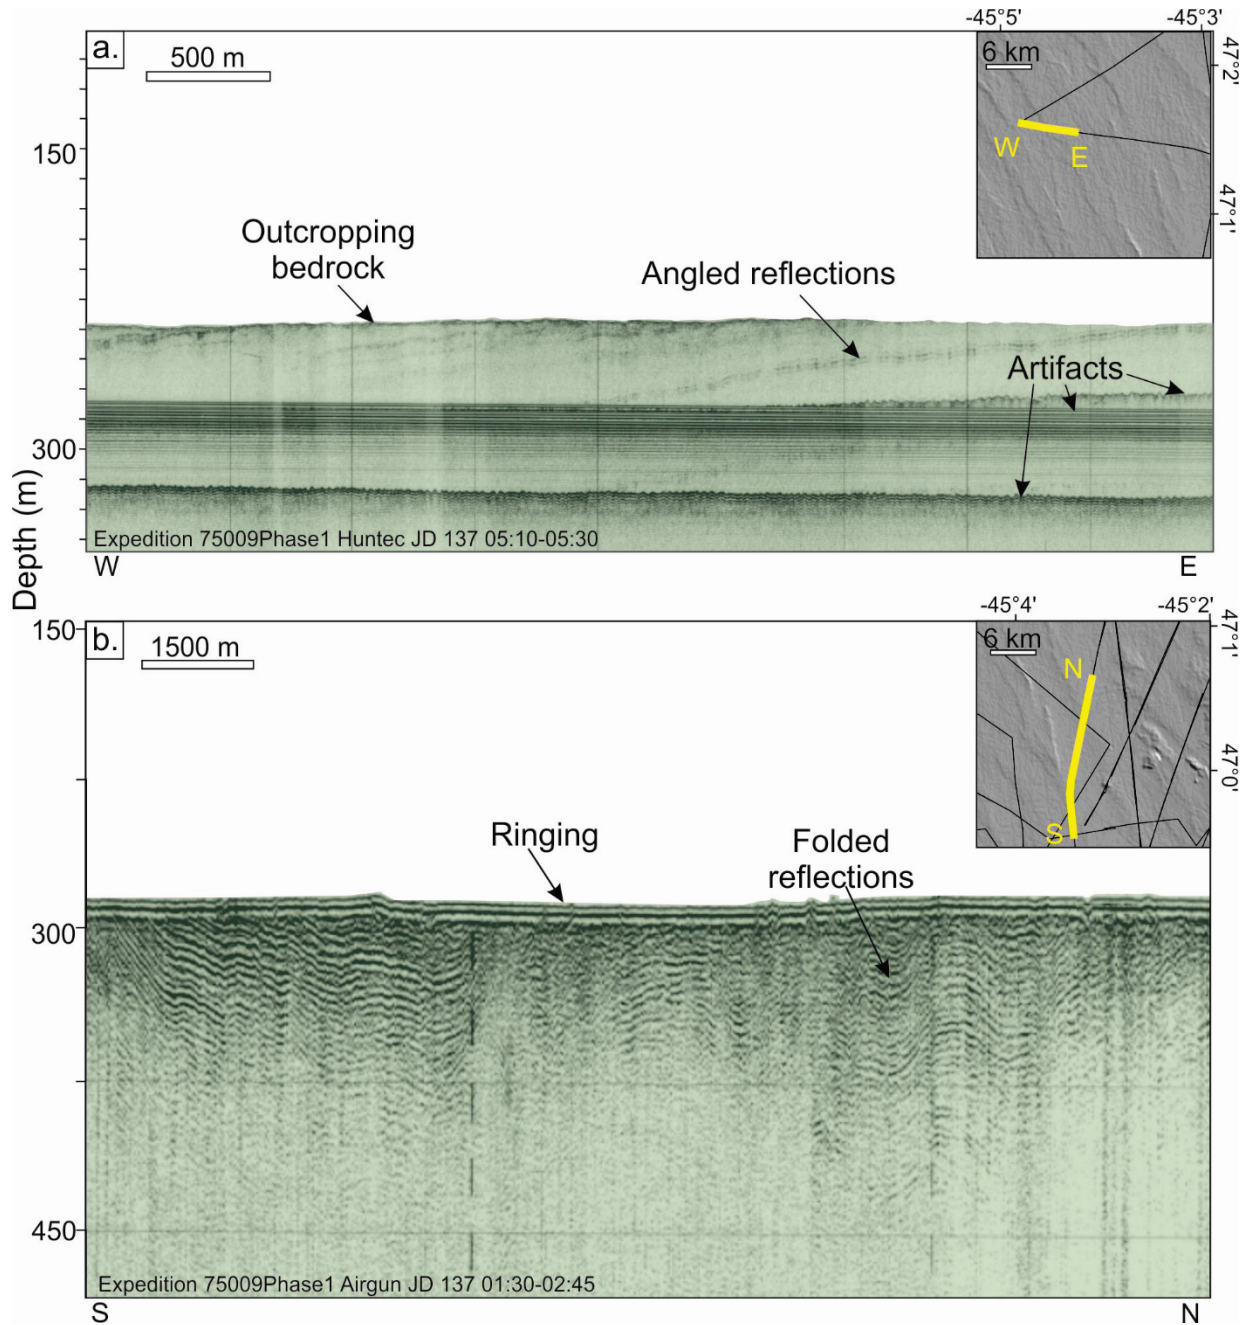 a.
500 m
-45°5'
-45°3'
6 km
47°2'
W
E
47°1'
150
Outcropping
bedrock
Angled reflections
Artifacts
300
Depth (m)
Expedition 75009Phase1 Huntec JD 137 05:10-05:30
W
E
-45°4'
-45°2'
150
b.
1500 m
6 km
47°1'
N
47°0'
S
Ringing
Folded
reflections
300
450
Expedition 75009Phase1 Airgun JD 137 01:30-02:45
S
N